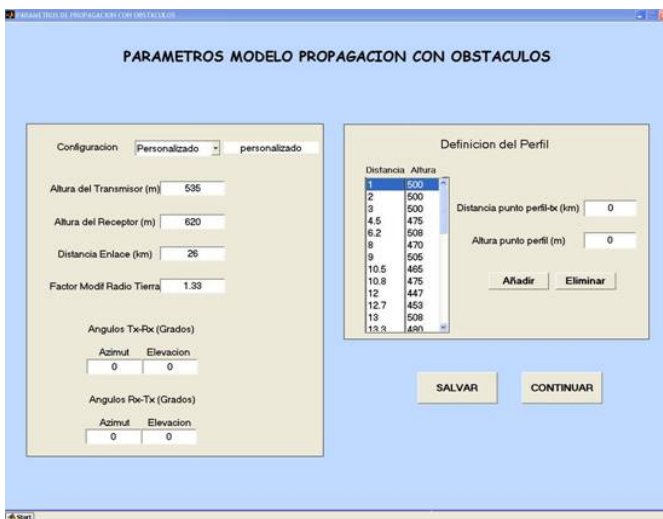 PARAMETROS DE PROPAGACION CON OBSTACULOS
PARAMETROS MODELO PROPAGACION CON OBSTACULOS
Configuracion Personalizado personalizado
Altura del Transmisor (m) 535
Altura del Receptor (m) 620
Distancia Enlace (km) 26
Factor Modif Radio Tierra 1.33
Angulos Tx-Rx (Grados)
Azimut Elevacion
0 0
Angulos Rx-Tx (Grados)
Azimut Elevacion
0 0
Definicion del Perfil
Distancia Altura
1 500
2 500
3 500
4.5 475
6.2 508
8 470
9 505
10.5 465
10.8 475
12 447
12.7 453
13 508
13.3 480
Distancia punto perfil-tx (km) 0
Altura punto perfil (m) 0
Añadir Eliminar
SALVAR CONTINUAR
Start